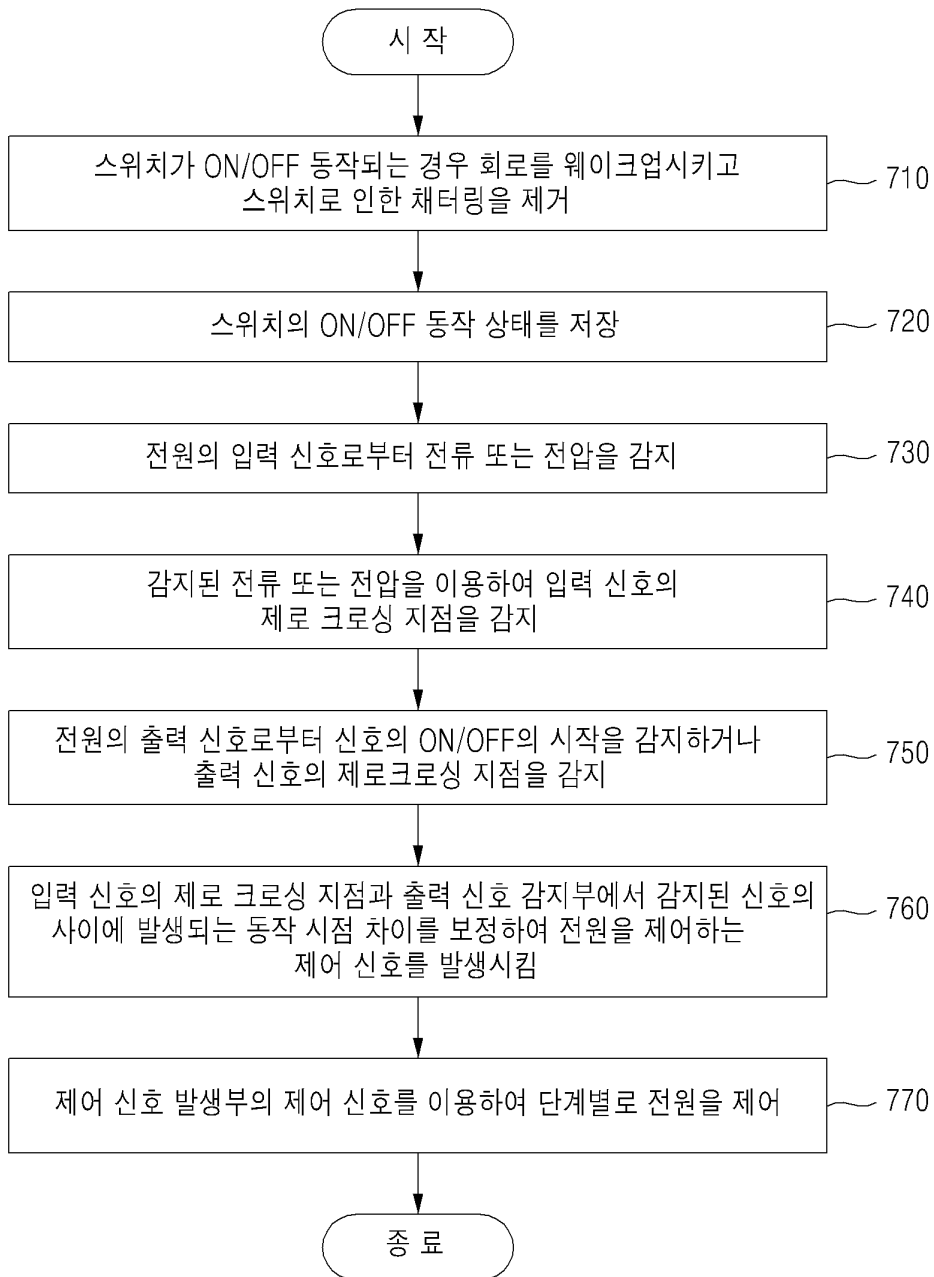 시 작
스위치가 ON/OFF 동작되는 경우 회로를 웨이크업시키고
스위치로 인한 채터링을 제거
710
스위치의 ON/OFF 동작 상태를 저장
720
전원의 입력 신호로부터 전류 또는 전압을 감지
730
감지된 전류 또는 전압을 이용하여 입력 신호의
제로 크로싱 지점을 감지
740
전원의 출력 신호로부터 신호의 ON/OFF의 시작을 감지하거나
출력 신호의 제로크로싱 지점을 감지
750
입력 신호의 제로 크로싱 지점과 출력 신호 감지부에서 감지된 신호의
사이에 발생되는 동작 시점 차이를 보정하여 전원을 제어하는
제어 신호를 발생시킴
760
제어 신호 발생부의 제어 신호를 이용하여 단계별로 전원을 제어
770
종 료